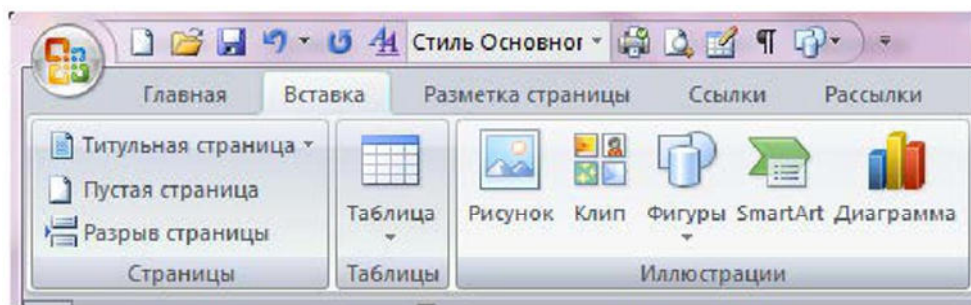 Стиль Основног
Главная Вставка Разметка страницы Ссылки Рассылки
Титульная страница
Пустая страница
Разрыв страницы
Таблица
Рисунок Клип Фигуры SmartArt Диаграмма
Страницы Таблицы Иллюстрации